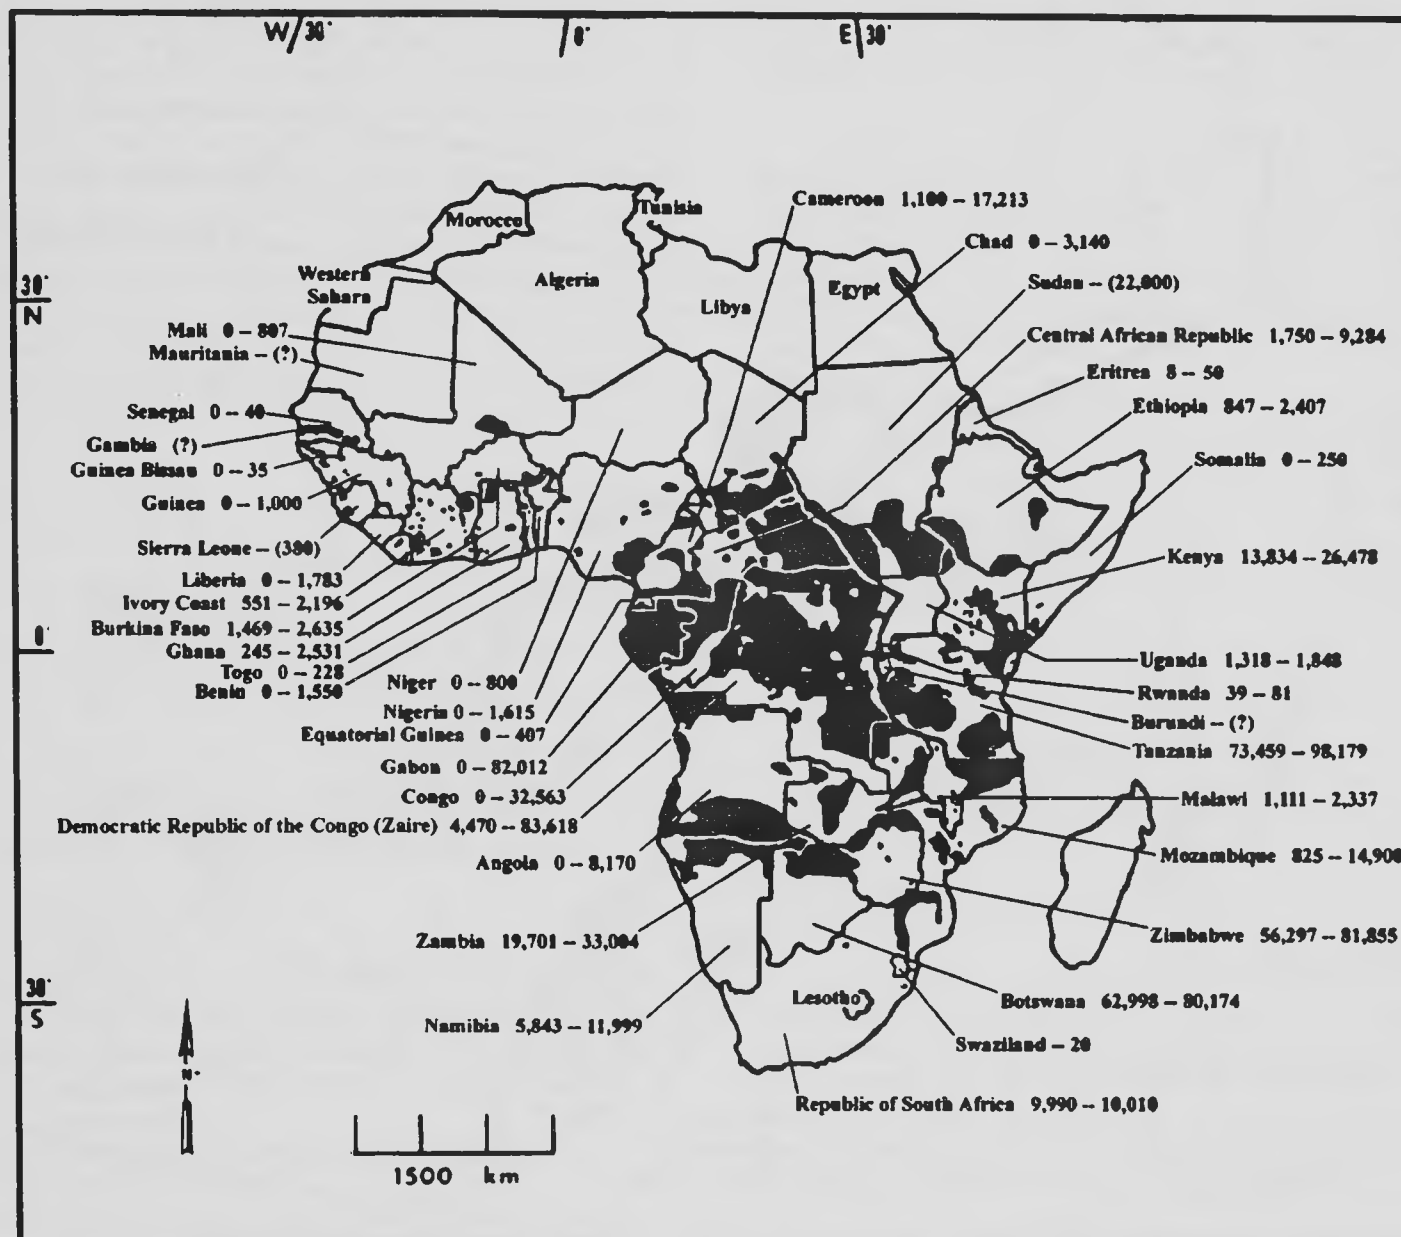 W 30° 0° E 30°
Cameroon 1,100 – 17,213
Morocco
Tunisia
Chad 0 – 3,140
Western
Sahara
Algeria
Libya
Egypt
Sudan – (22,000)
30°
N
Mali 0 – 807
Mauritania – (?)
Central African Republic 1,750 – 9,284
Eritrea 8 – 50
Ethiopia 847 – 2,407
Senegal 0 – 40
Gambia (?)
Guinea Bissau 0 – 35
Somalia 0 – 250
Guinea 0 – 1,000
Sierra Leone – (380)
Kenya 13,834 – 26,478
Liberia 0 – 1,783
Ivory Coast 551 – 2,196
Burkina Faso 1,469 – 2,635
Ghana 245 – 2,531
Togo 0 – 228
Benin 0 – 1,550
0°
Niger 0 – 800
Nigeria 0 – 1,615
Equatorial Guinea 0 – 407
Gabon 0 – 82,012
Congo 0 – 32,563
Democratic Republic of the Congo (Zaire) 4,470 – 83,618
Angola 0 – 8,170
Uganda 1,318 – 1,848
Rwanda 39 – 81
Burundi – (?)
Tanzania 73,459 – 98,179
Malawi 1,111 – 2,337
Mozambique 825 – 14,900
Zambia 19,701 – 33,004
Zimbabwe 56,297 – 81,855
30°
S
Lesotho
Botswana 62,998 – 80,174
Namibia 5,843 – 11,999
Swaziland – 20
Republic of South Africa 9,990 – 10,010
N
1500 km